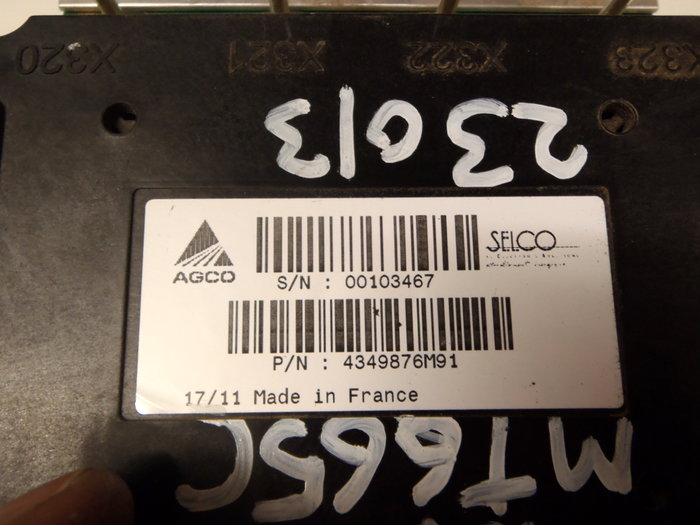 X320 X321 X322 X323
23013
AGCO
SELCO
S/N : 00103467
P/N : 4349876M91
17/11 Made in France
MT665C